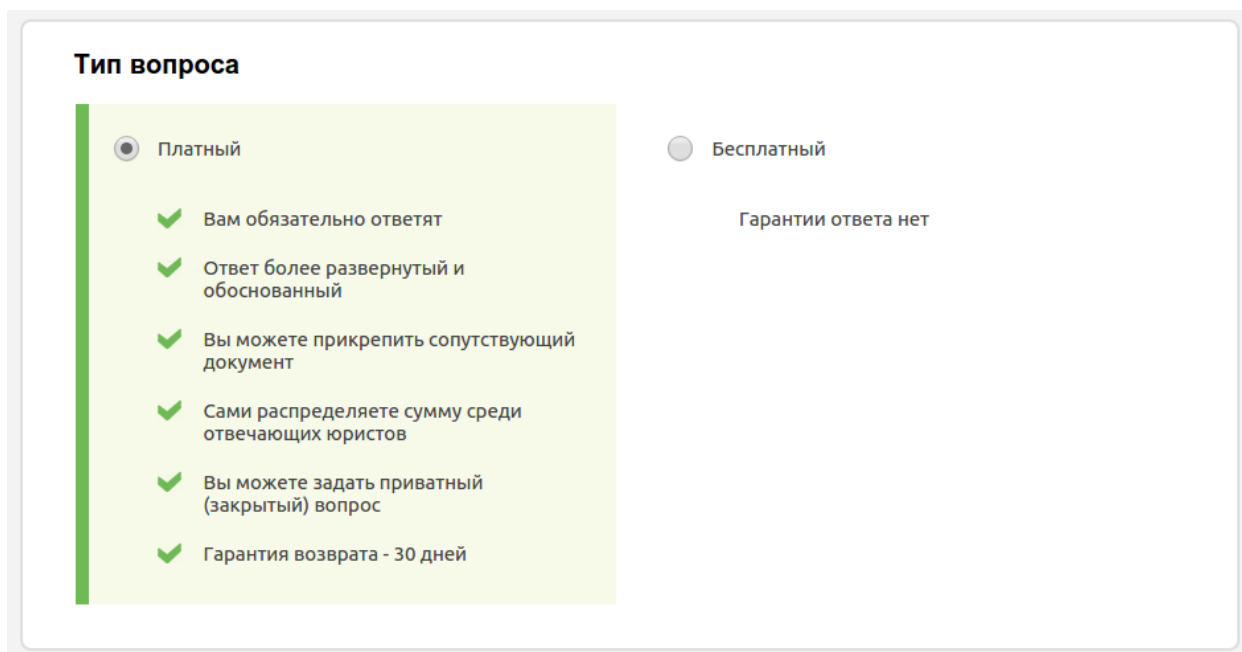 Тип вопроса
Платный
Вам обязательно ответят
Ответ более развернутый и
обоснованный
Вы можете прикрепить сопутствующий
документ
Сами распределяете сумму среди
отвечающих юристов
Вы можете задать приватный
(закрытый) вопрос
Гарантия возврата - 30 дней
Бесплатный
Гарантии ответа нет